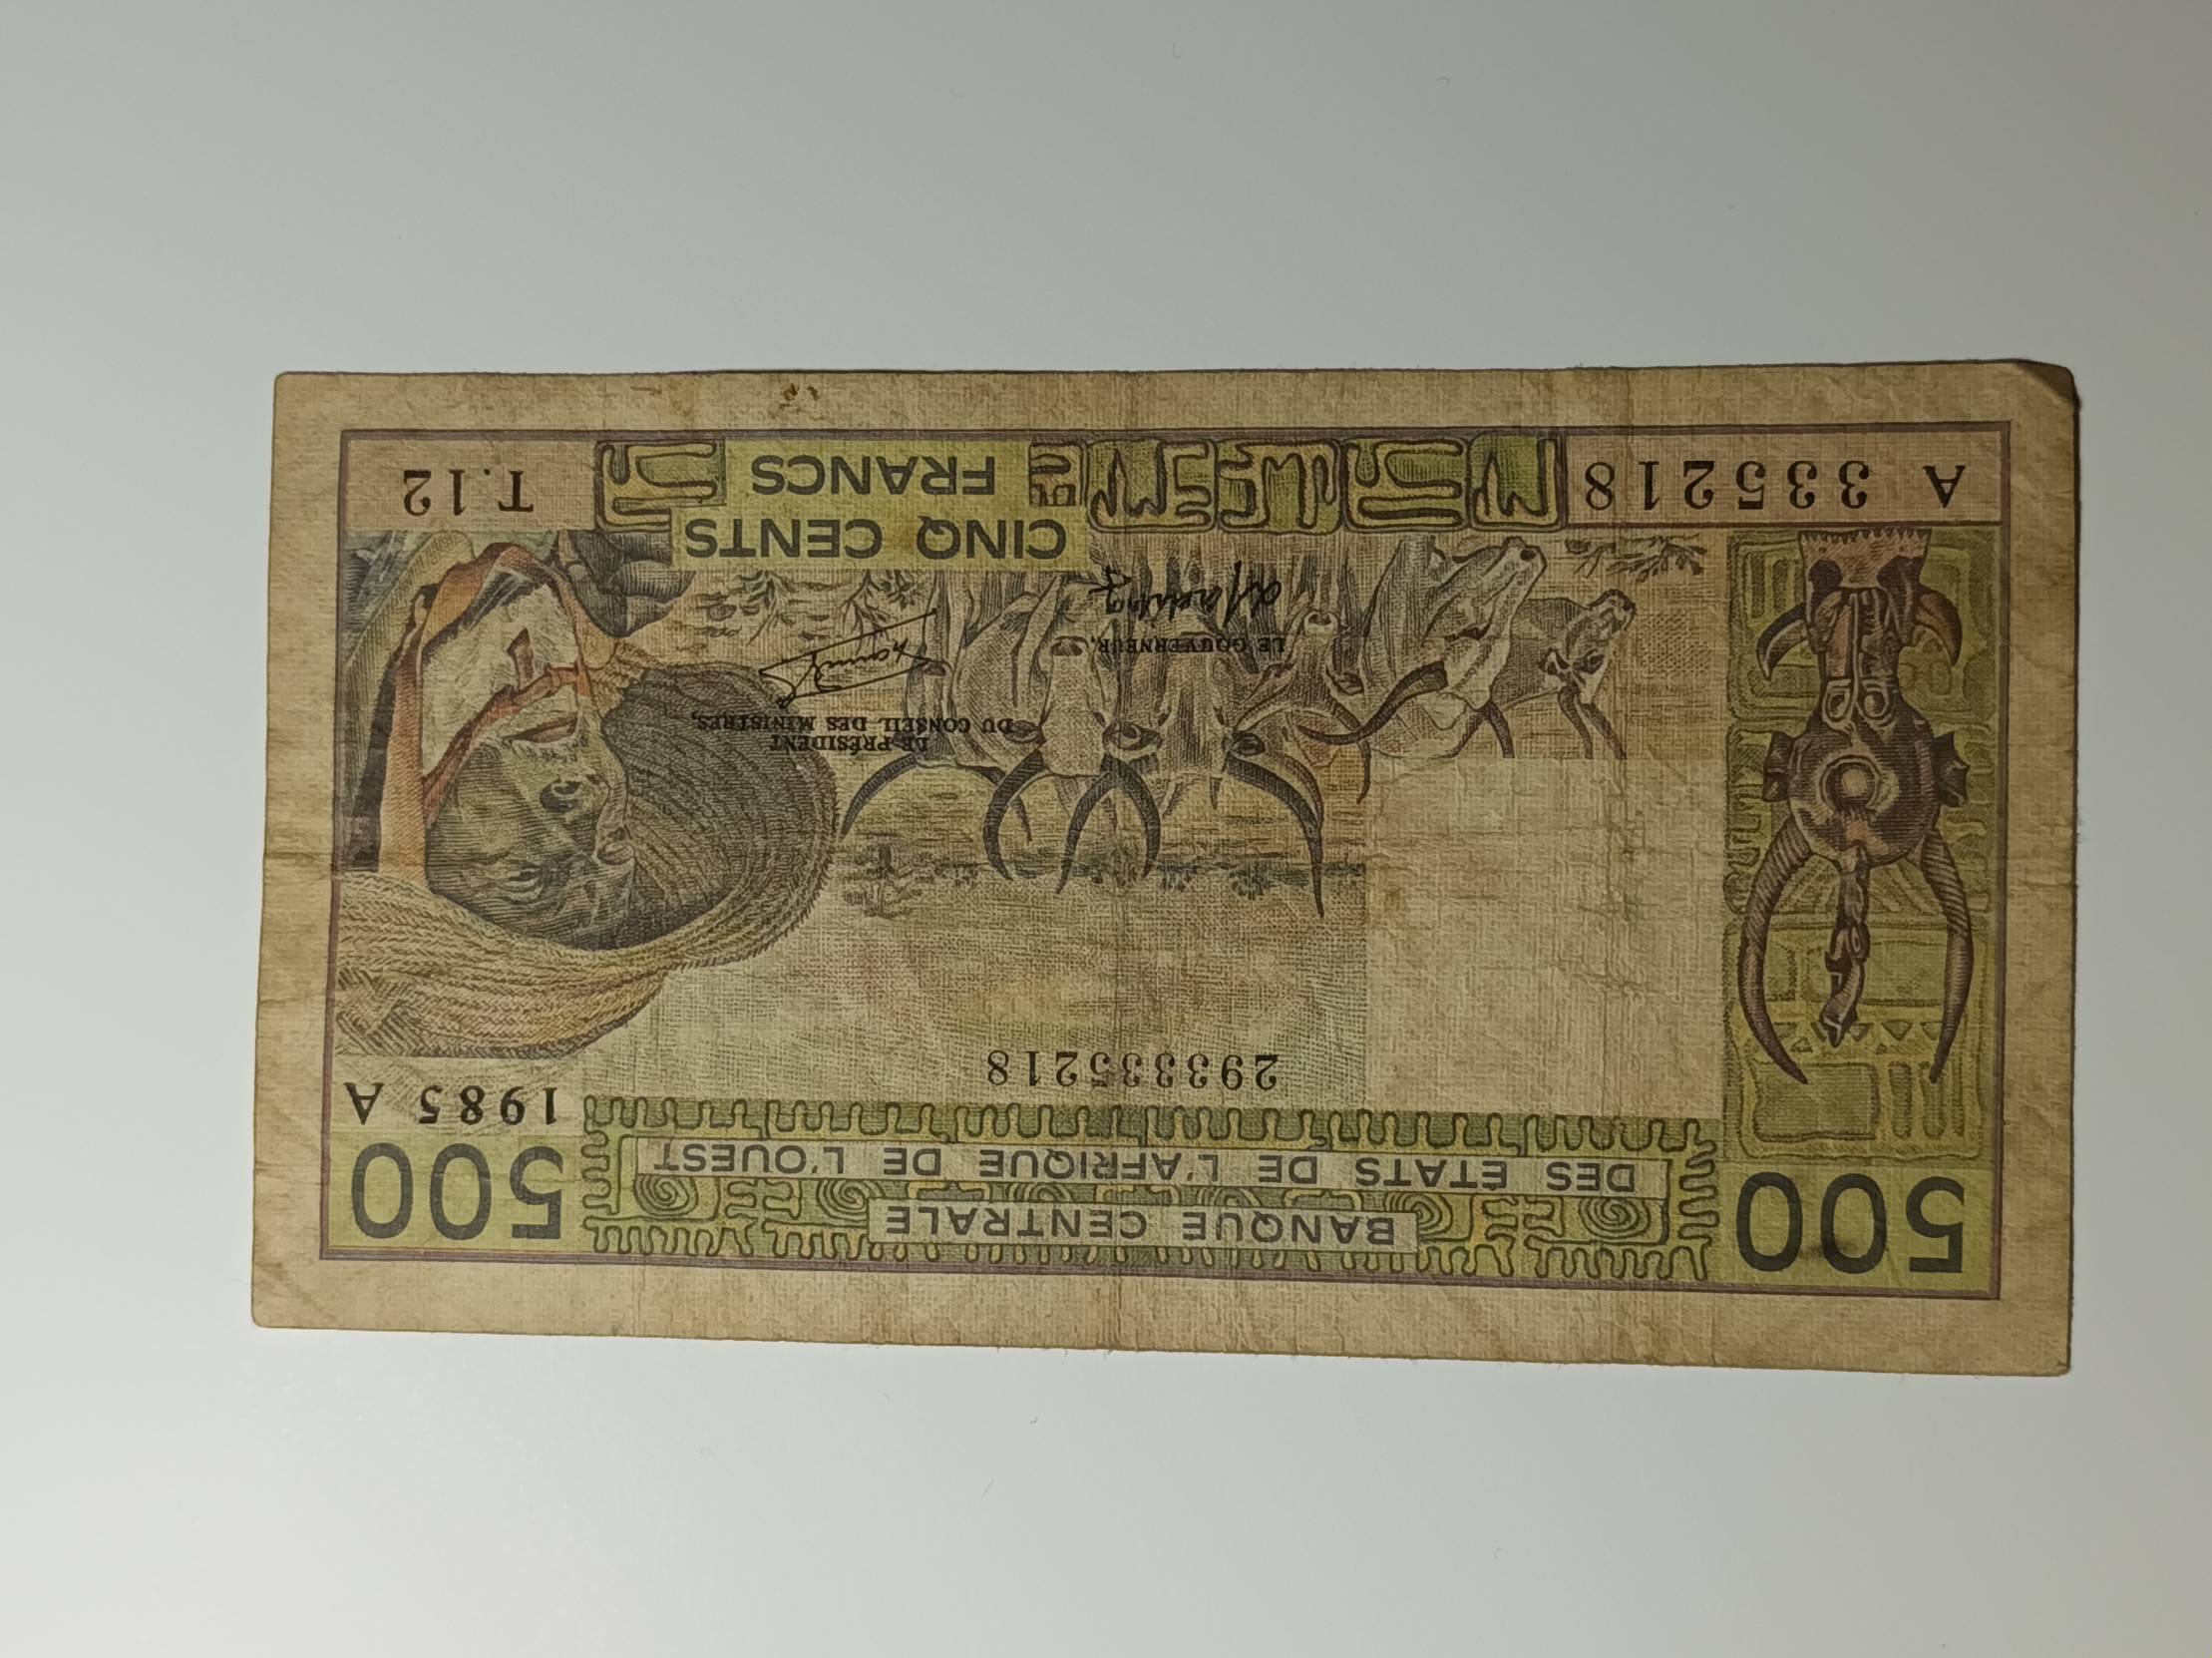 BANQUE CENTRALE
DES ETATS DE L'AFRIQUE DE L'OUEST
500
500
1985 A
293335218
LE PRÉSIDENT
DU CONSEIL DES MINISTRES,
LE GOUVERNEUR,
CINQ CENTS
FRANCS
A 335218
T.12